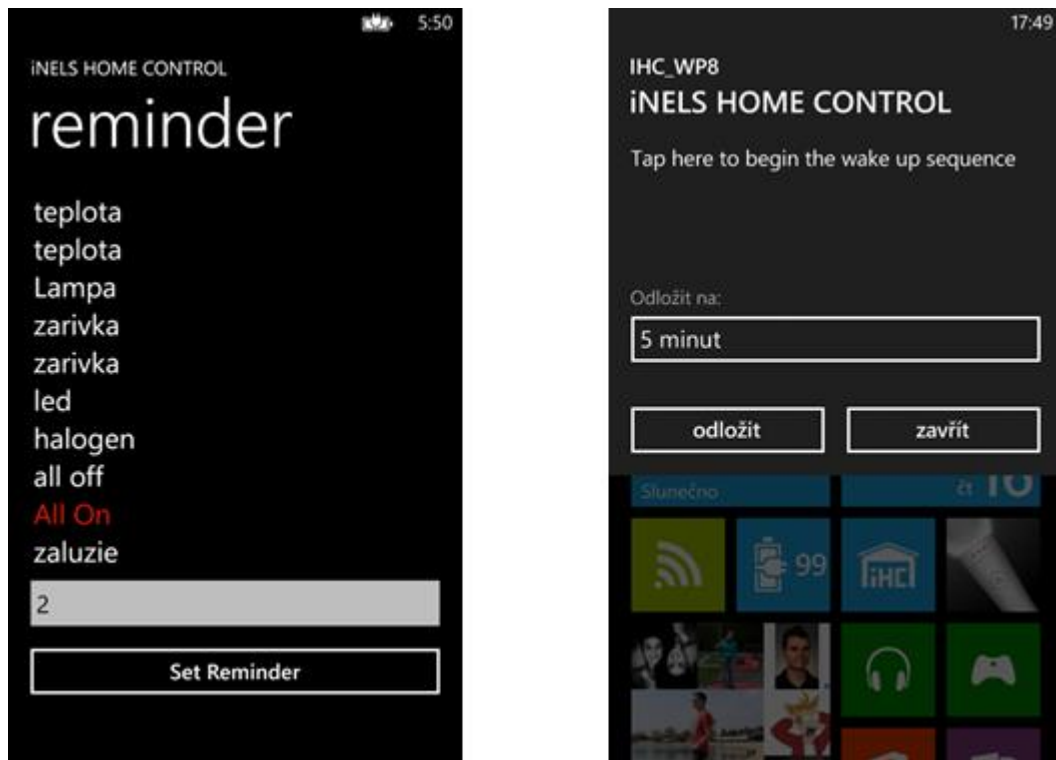 5:50
iNELS HOME CONTROL
reminder
teplota
teplota
Lampa
zarivka
zarivka
led
halogen
all off
All On
zaluzie
2
Set Reminder
17:49
IHC_WP8
iNELS HOME CONTROL
Tap here to begin the wake up sequence
Odložit na:
5 minut
odložit
zavřít
Slunečno
čt 16
99
iHC